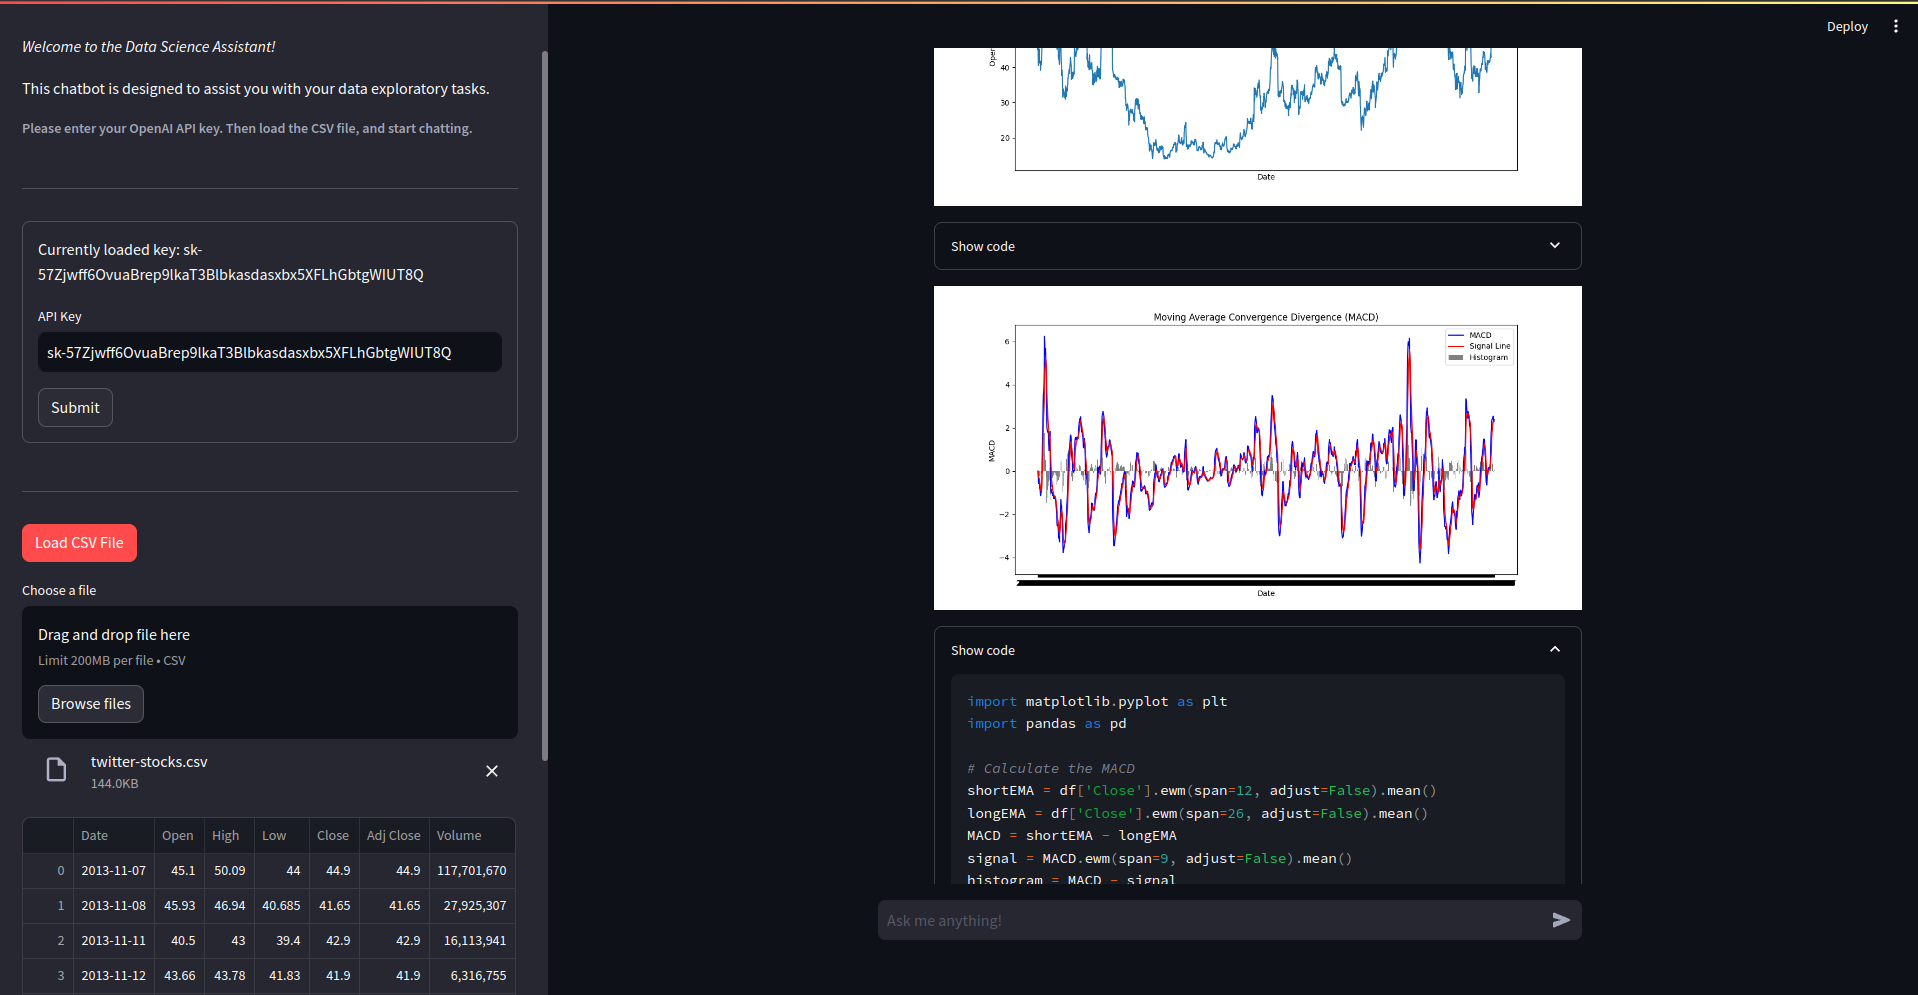 Welcome to the Data Science Assistant!
This chatbot is designed to assist you with your data exploratory tasks.
Please enter your OpenAI API key. Then load the CSV file, and start chatting.
Currently loaded key: sk-
57Zjwff6OvuaBrep9lkaT3Blbkasdasxbx5XFLhGbtgWIUT8Q
API Key
sk-57Zjwff6OvuaBrep9lkaT3Blbkasdasxbx5XFLhGbtgWIUT8Q
Submit
Load CSV File
Choose a file
Drag and drop file here
Limit 200MB per file • CSV
Browse files
twitter-stocks.csv
144.0KB
Date Open High Low Close Adj Close Volume
0 2013-11-07 45.1 50.09 44 44.9 44.9 117,701,670
1 2013-11-08 45.93 46.94 40.685 41.65 41.65 27,925,307
2 2013-11-11 40.5 43 39.4 42.9 42.9 16,113,941
3 2013-11-12 43.66 43.78 41.83 41.9 41.9 6,316,755
Deploy
Open
40
30
20
Date
Show code
Moving Average Convergence Divergence (MACD)
MACD
Signal Line
Histogram
MACD
6
4
2
0
−2
−4
Date
Show code
import matplotlib.pyplot as plt
import pandas as pd
# Calculate the MACD
shortEMA = df['Close'].ewm(span=12, adjust=False).mean()
longEMA = df['Close'].ewm(span=26, adjust=False).mean()
MACD = shortEMA - longEMA
signal = MACD.ewm(span=9, adjust=False).mean()
histogram = MACD - signal
Ask me anything!